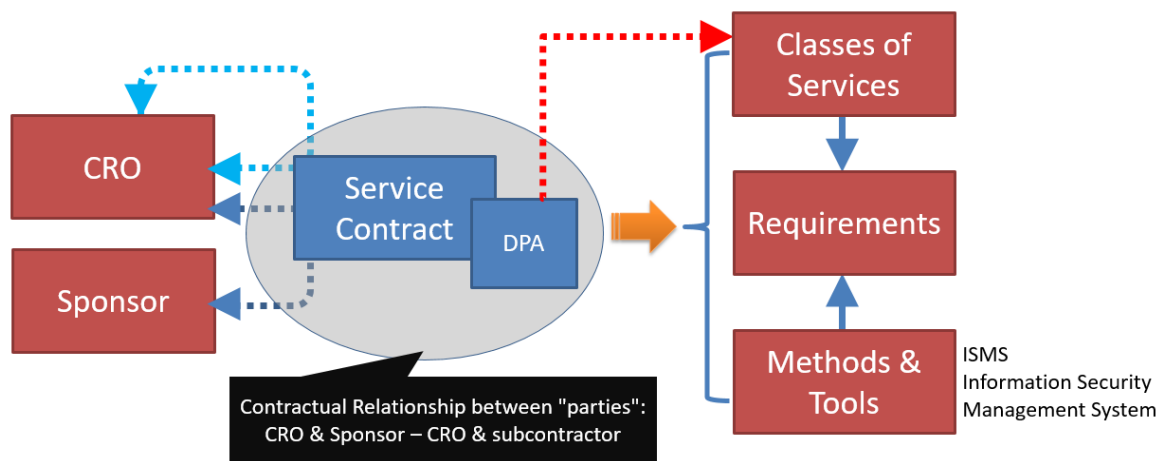 CRO
Sponsor
Service
Contract
DPA
Contractual Relationship between "parties":
CRO & Sponsor – CRO & subcontractor
Classes of
Services
Requirements
Methods &
Tools
ISMS
Information Security
Management System